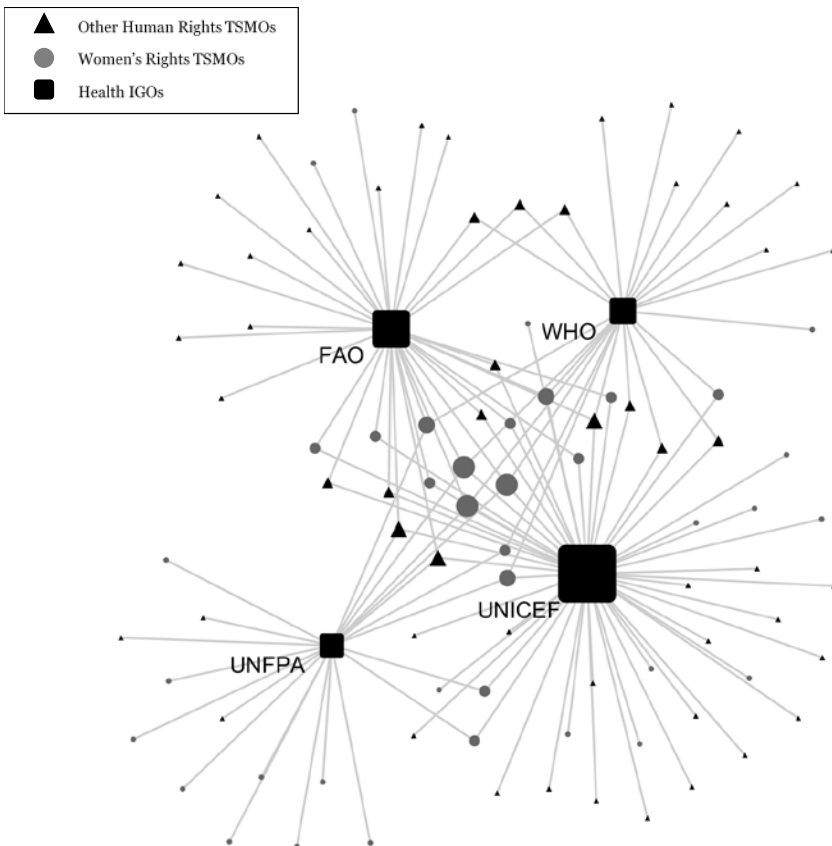 Other Human Rights TSMOs
Women's Rights TSMOs
Health IGOs
WHO
FAO
UNICEF
UNFPA